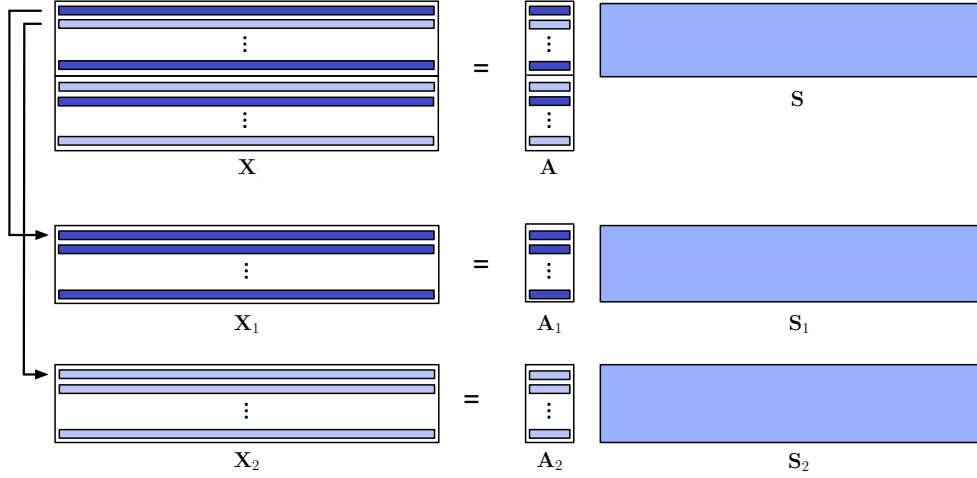 =
S
X
A
=
X₁
A₁
S₁
=
X₂
A₂
S₂